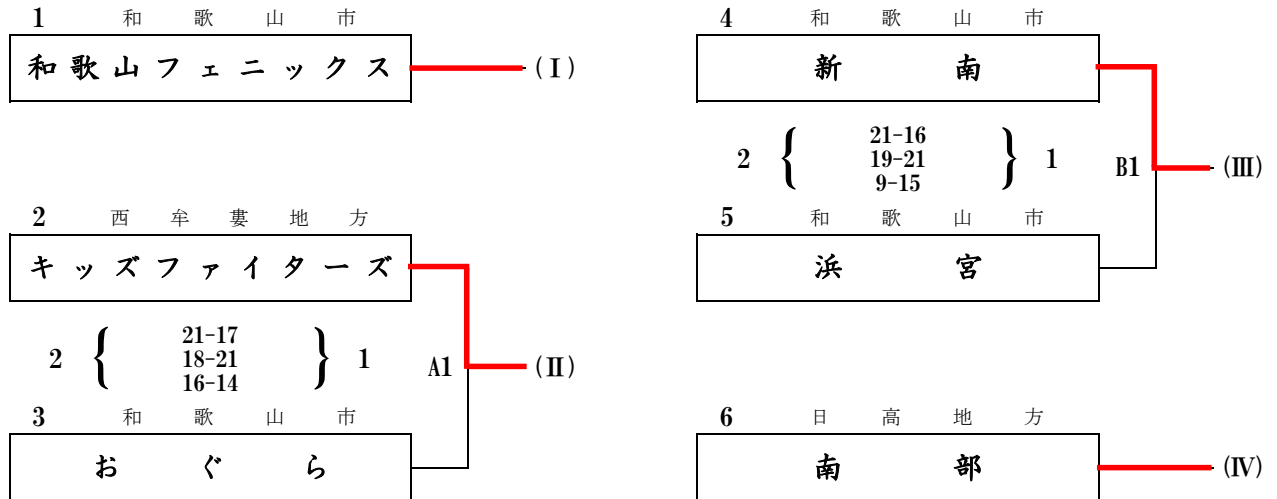 1 和歌山市
和歌山フェニックス (Ⅰ)
2 西牟婁地方
キッズファイターズ
21-17
2 { 18-21 } 1 A1 (Ⅱ)
16-14
3 和歌山市
おぐら
4 和歌山市
新南
21-16
2 { 19-21 } 1 B1 (Ⅲ)
9-15
5 和歌山市
浜宮
6 日高地方
南部 (Ⅳ)